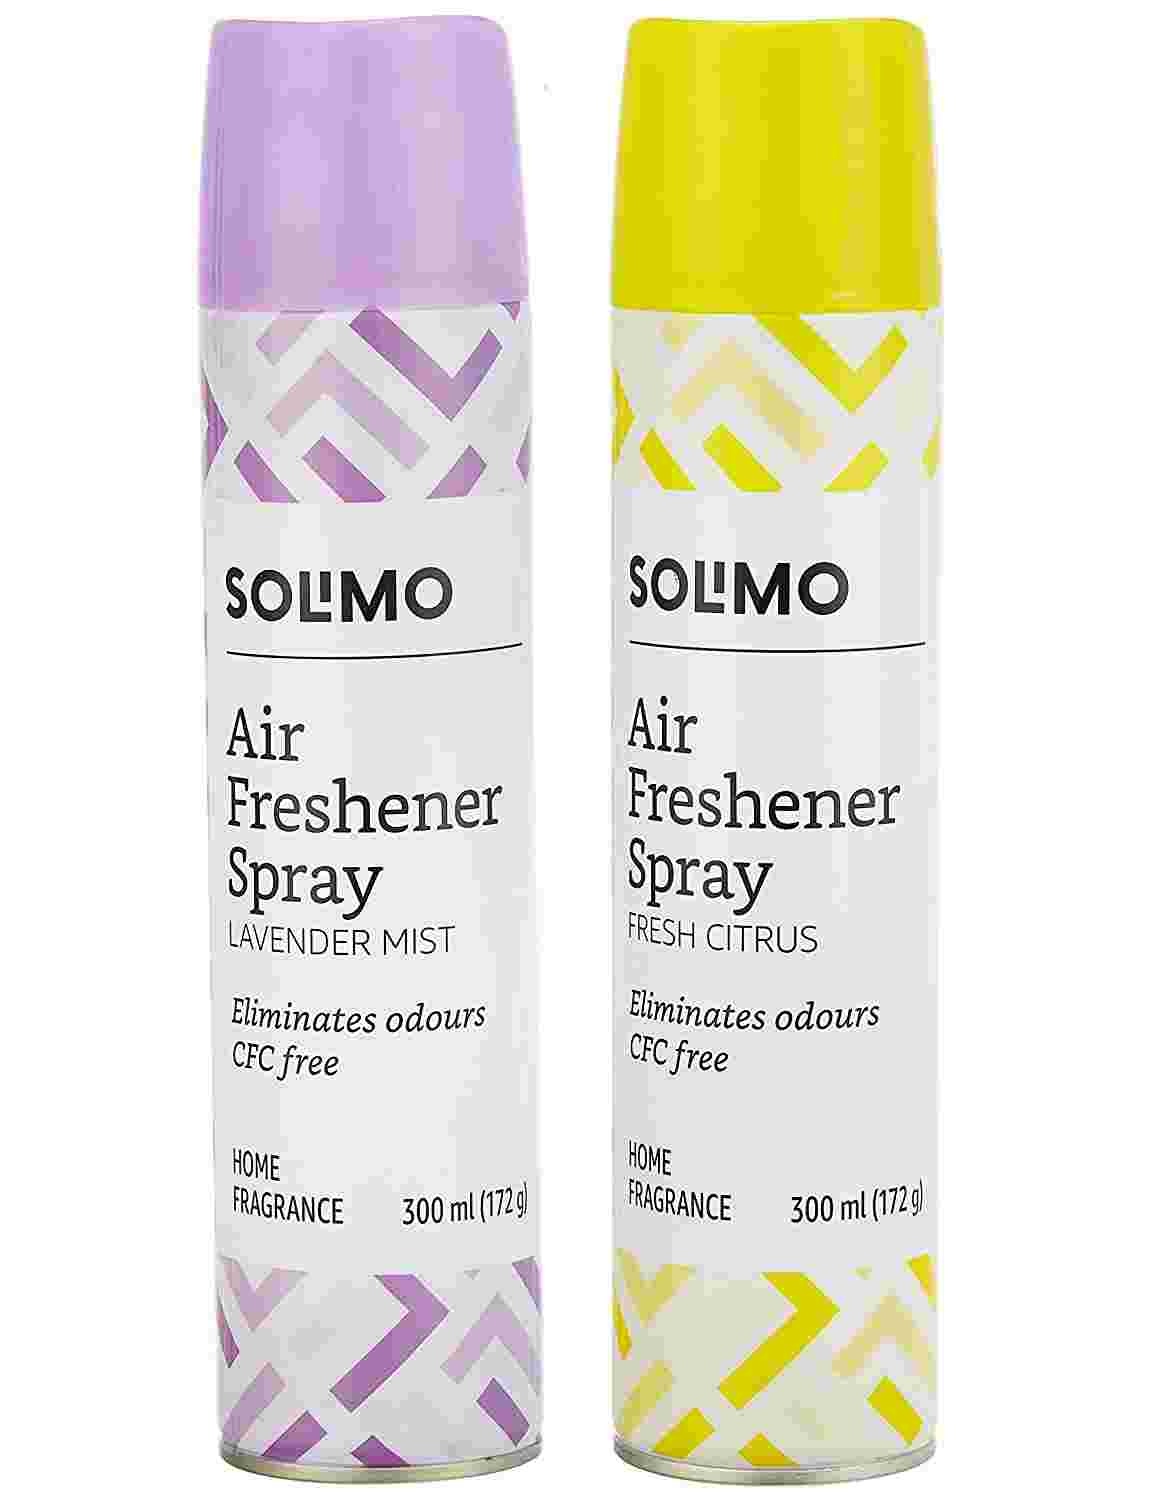 SOLIMO
Air
Freshener
Spray
LAVENDER MIST
Eliminates odours
CFC free
HOME
FRAGRANCE
300 ml (172 g)
SOLIMO
Air
Freshener
Spray
FRESH CITRUS
Eliminates odours
CFC free
HOME
FRAGRANCE
300 ml (172 g)